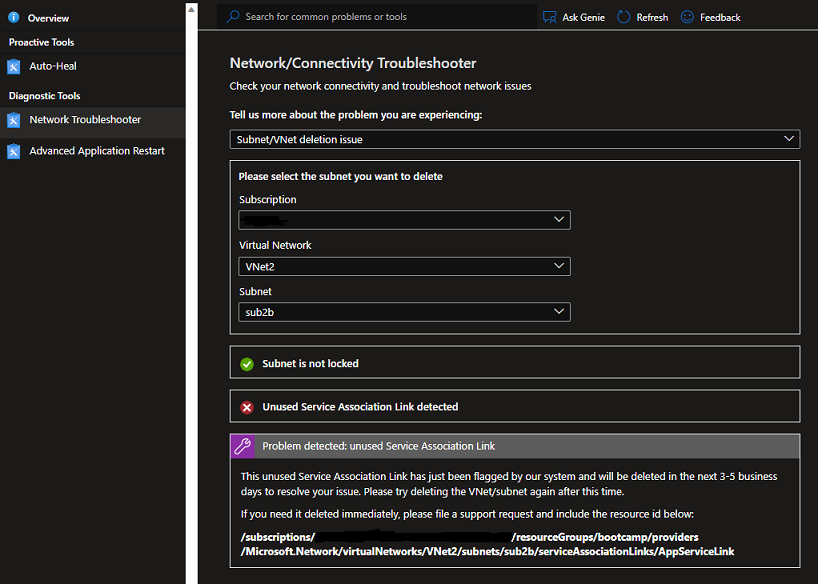 Overview
Proactive Tools
Auto-Heal
Diagnostic Tools
Network Troubleshooter
Advanced Application Restart
Search for common problems or tools
Ask Genie
Refresh
Feedback
Network/Connectivity Troubleshooter
Check your network connectivity and troubleshoot network issues
Tell us more about the problem you are experiencing:
Subnet/VNet deletion issue
Please select the subnet you want to delete
Subscription
Virtual Network
VNet2
Subnet
sub2b
Subnet is not locked
Unused Service Association Link detected
Problem detected: unused Service Association Link
This unused Service Association Link has just been flagged by our system and will be deleted in the next 3-5 business
days to resolve your issue. Please try deleting the VNet/subnet again after this time.
If you need it deleted immediately, please file a support request and include the resource id below:
/subscriptions/ /resourceGroups/bootcamp/providers
/Microsoft.Network/virtualNetworks/VNet2/subnets/sub2b/serviceAssociationLinks/AppServiceLink